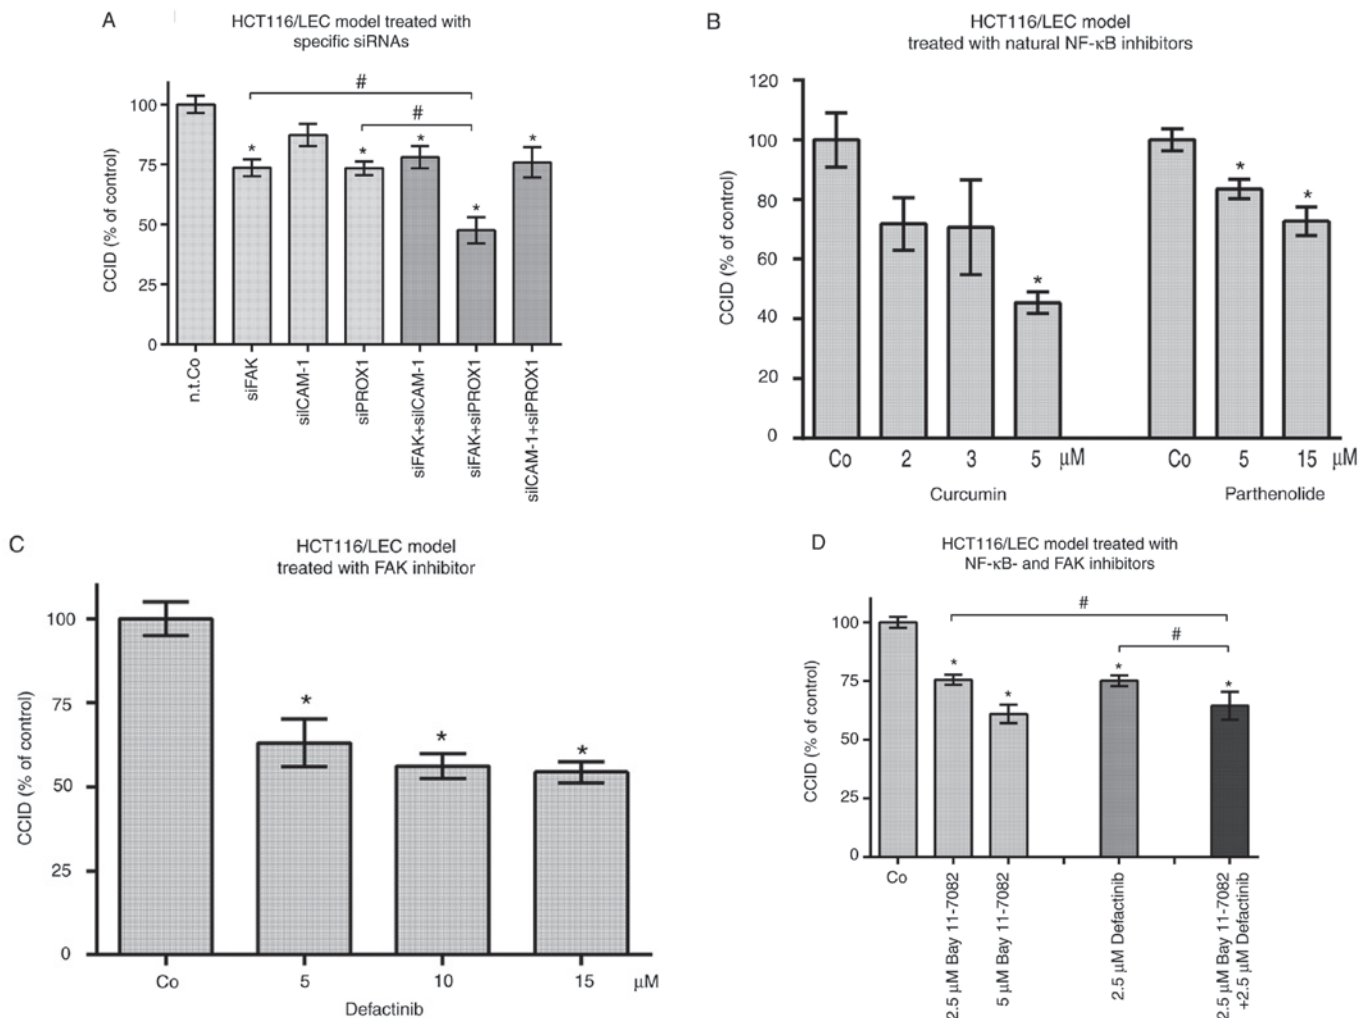 A
HCT116/LEC model treated with
specific siRNAs
CCID (% of control)
100
75
50
25
0
#
#
*
*
*
*
*
n.t.Co
siFAK
siICAM-1
siPROX1
siFAK+siICAM-1
siFAK+siPROX1
siICAM-1+siPROX1
B
HCT116/LEC model
treated with natural NF-κB inhibitors
CCID (% of control)
120
100
80
60
40
20
0
*
*
*
Co 2 3 5 μM
Curcumin
Co 5 15 μM
Parthenolide
C
HCT116/LEC model
treated with FAK inhibitor
CCID (% of control)
100
75
50
25
0
*
*
*
Co 5 10 15 μM
Defactinib
D
HCT116/LEC model treated with
NF-κB- and FAK inhibitors
CCID (% of control)
100
75
50
25
0
#
#
*
*
*
*
Co
2.5 μM Bay 11-7082
5 μM Bay 11-7082
2.5 μM Defactinib
2.5 μM Bay 11-7082
+2.5 μM Defactinib